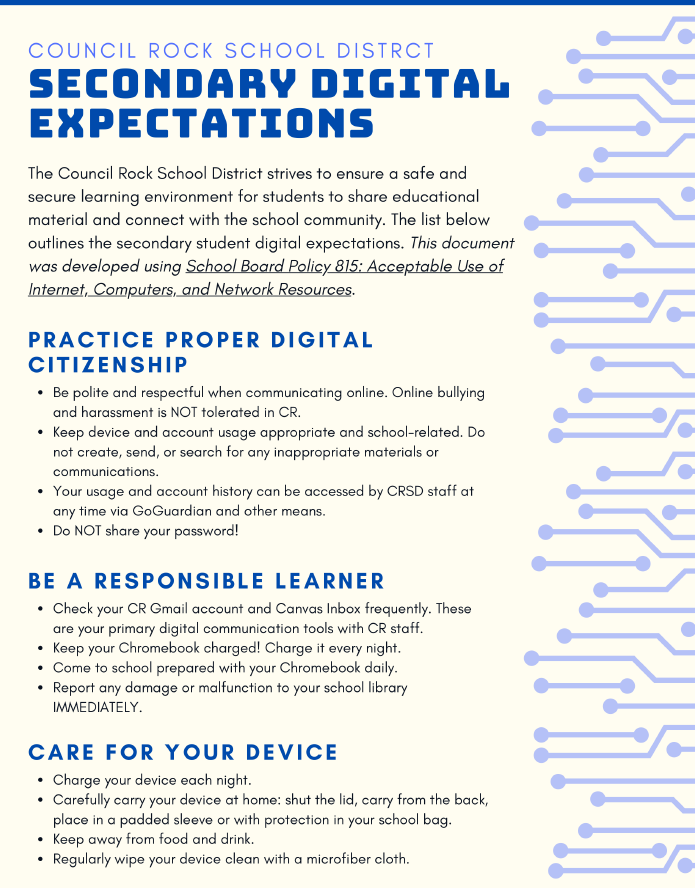 COUNCIL ROCK SCHOOL DISTRCT
SECONDARY DIGITAL
EXPECTATIONS
The Council Rock School District strives to ensure a safe and
secure learning environment for students to share educational
material and connect with the school community. The list below
outlines the secondary student digital expectations. This document
was developed using School Board Policy 815: Acceptable Use of
Internet, Computers, and Network Resources.
PRACTICE PROPER DIGITAL
CITIZENSHIP
• Be polite and respectful when communicating online. Online bullying
and harassment is NOT tolerated in CR.
• Keep device and account usage appropriate and school-related. Do
not create, send, or search for any inappropriate materials or
communications.
• Your usage and account history can be accessed by CRSD staff at
any time via GoGuardian and other means.
• Do NOT share your password!
BE A RESPONSIBLE LEARNER
• Check your CR Gmail account and Canvas Inbox frequently. These
are your primary digital communication tools with CR staff.
• Keep your Chromebook charged! Charge it every night.
• Come to school prepared with your Chromebook daily.
• Report any damage or malfunction to your school library
IMMEDIATELY.
CARE FOR YOUR DEVICE
• Charge your device each night.
• Carefully carry your device at home: shut the lid, carry from the back,
place in a padded sleeve or with protection in your school bag.
• Keep away from food and drink.
• Regularly wipe your device clean with a microfiber cloth.